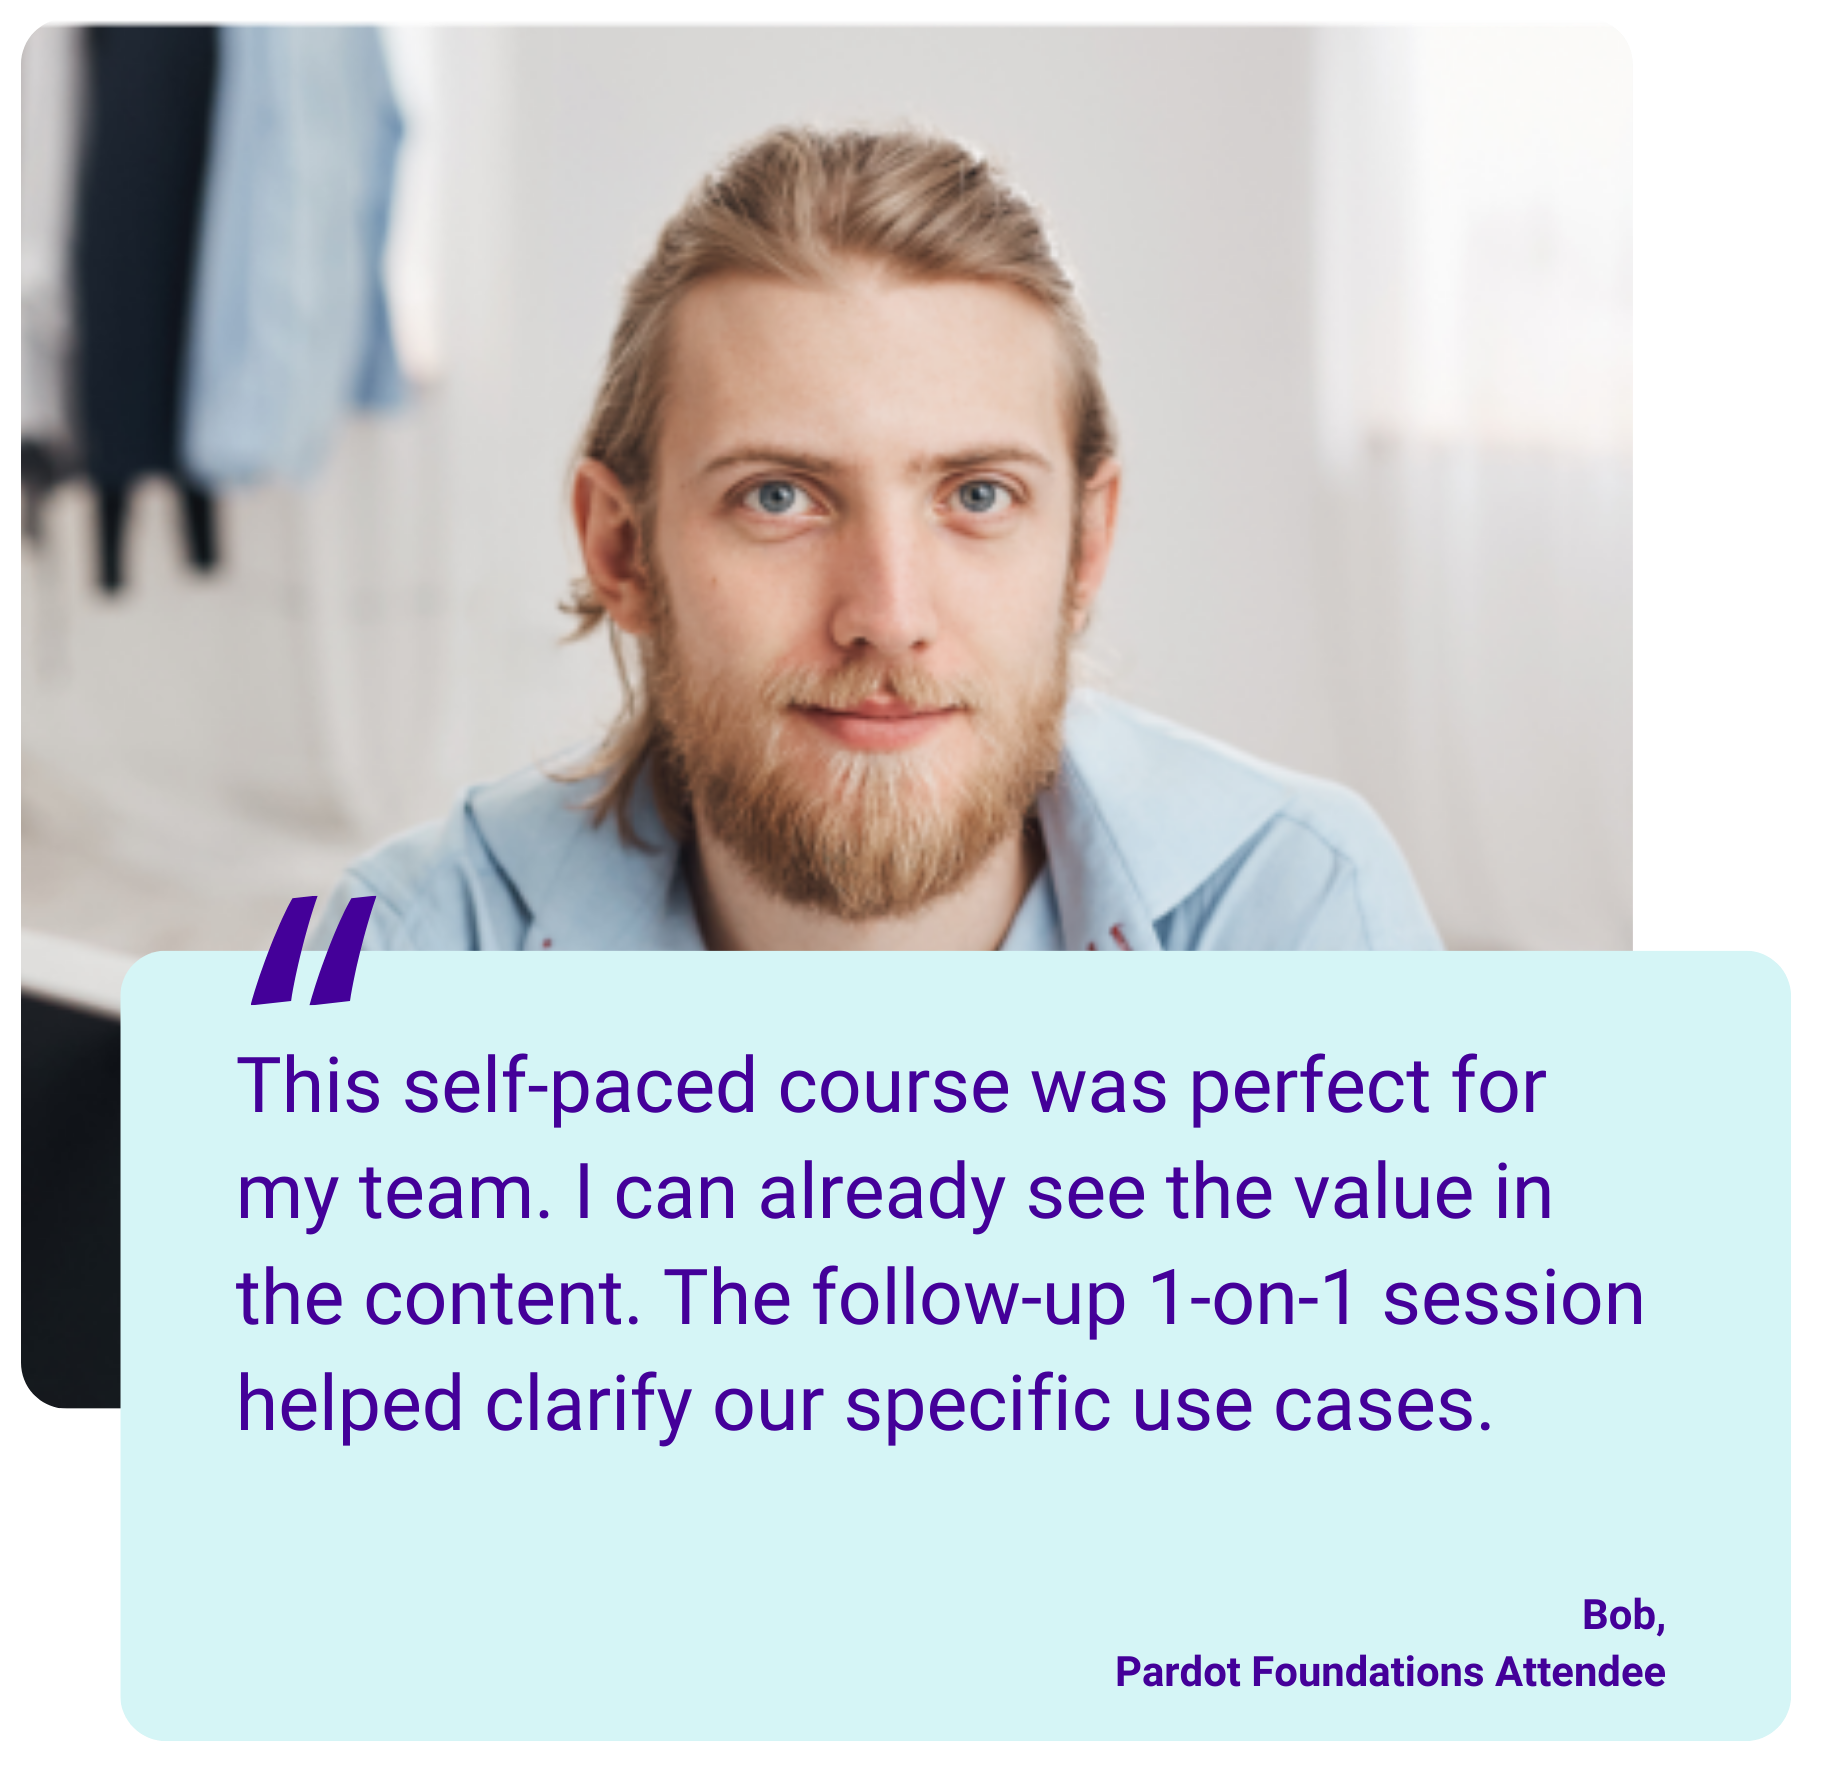 “
This self-paced course was perfect for
my team. I can already see the value in
the content. The follow-up 1-on-1 session
helped clarify our specific use cases.
Bob,
Pardot Foundations Attendee